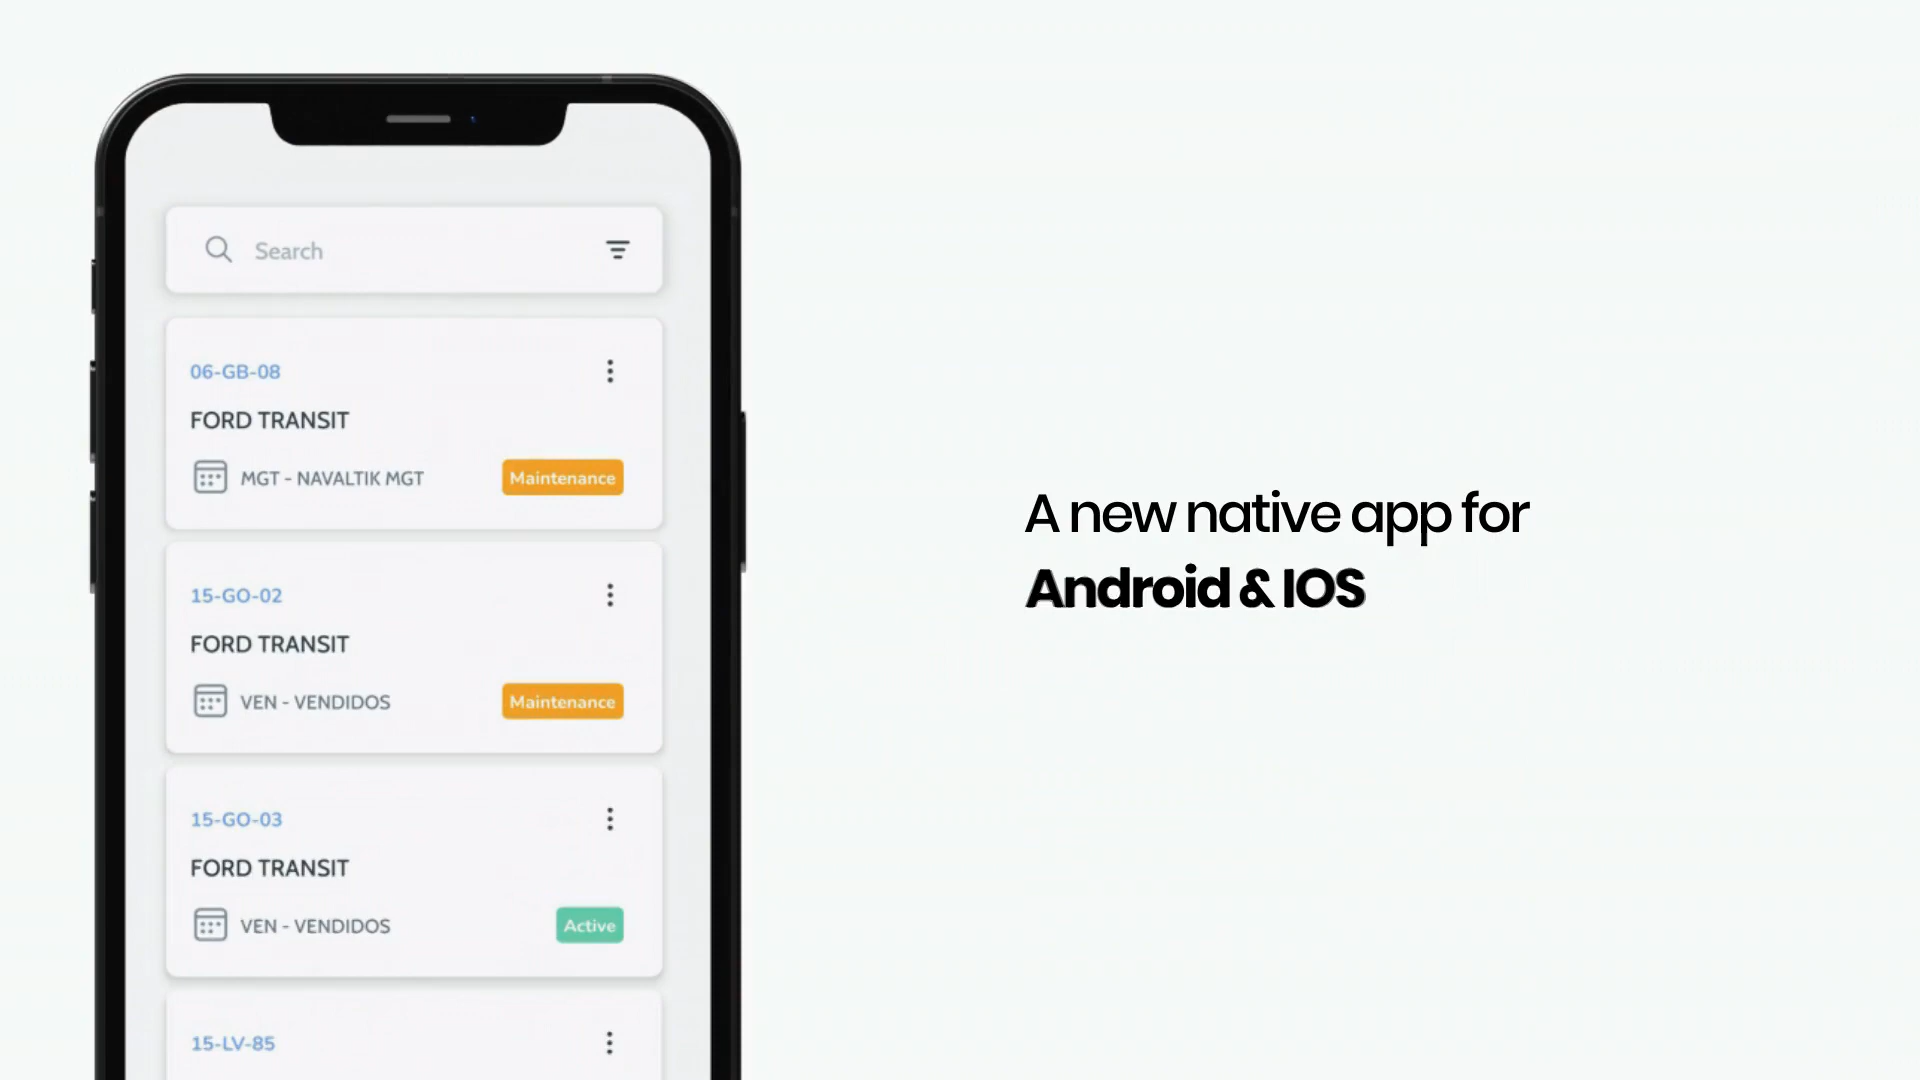 Search
06-GB-08
FORD TRANSIT
MGT - NAVALTIK MGT
Maintenance
15-GO-02
FORD TRANSIT
VEN - VENDIDOS
Maintenance
15-GO-03
FORD TRANSIT
VEN - VENDIDOS
Active
15-LV-85
A new native app for
Android & IOS